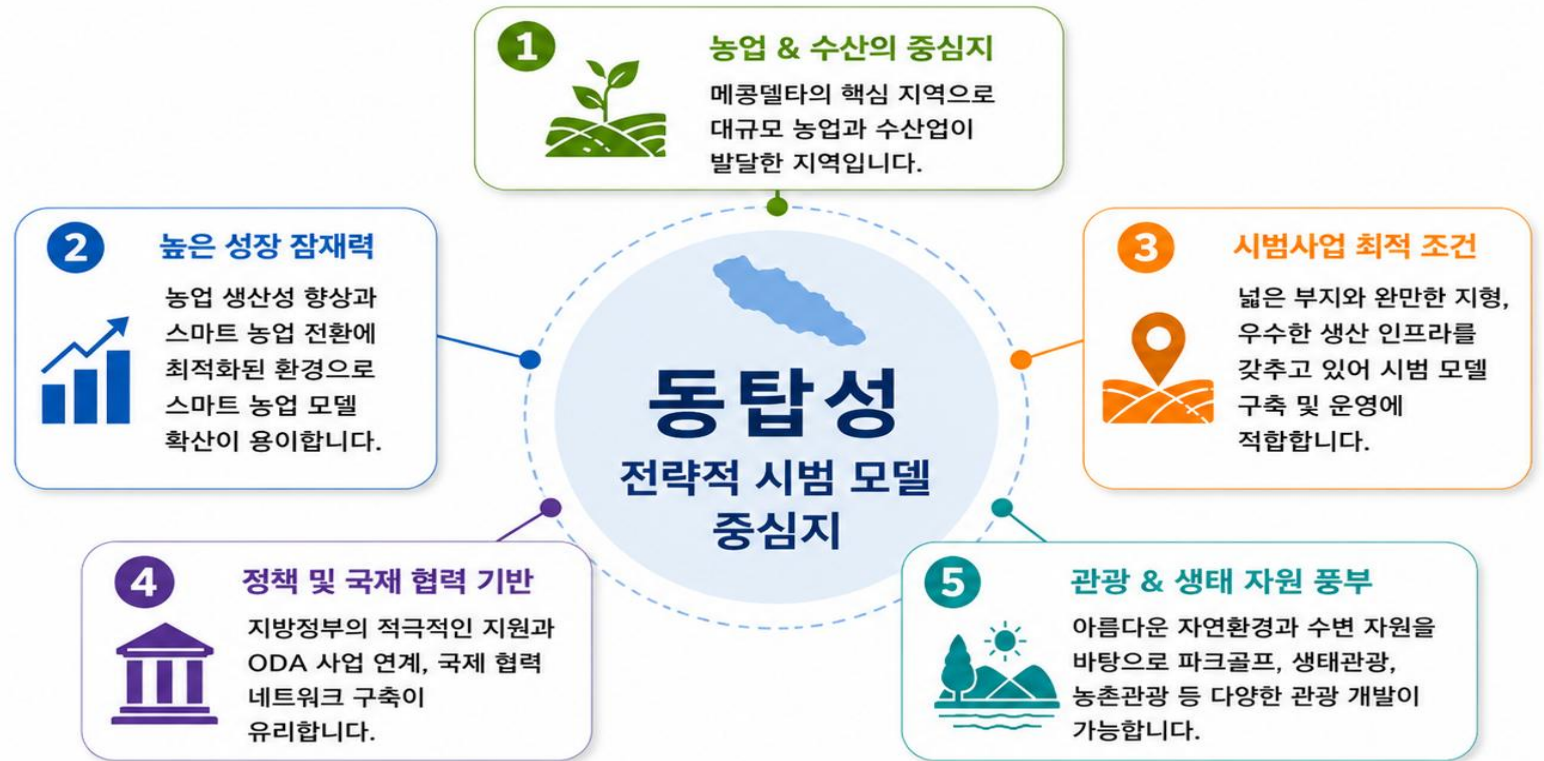 1
농업 & 수산의 중심지
메콩델타의 핵심 지역으로
대규모 농업과 수산업이
발달한 지역입니다.
2
높은 성장 잠재력
농업 생산성 향상과
스마트 농업 전환에
최적화된 환경으로
스마트 농업 모델
확산이 용이합니다.
3
시범사업 최적 조건
넓은 부지와 완만한 지형,
우수한 생산 인프라를
갖추고 있어 시범 모델
구축 및 운영에
적합합니다.
동탑성
전략적 시범 모델
중심지
4
정책 및 국제 협력 기반
지방정부의 적극적인 지원과
ODA 사업 연계, 국제 협력
네트워크 구축이
유리합니다.
5
관광 & 생태 자원 풍부
아름다운 자연환경과 수변 자원을
바탕으로 파크골프, 생태관광,
농촌관광 등 다양한 관광 개발이
가능합니다.